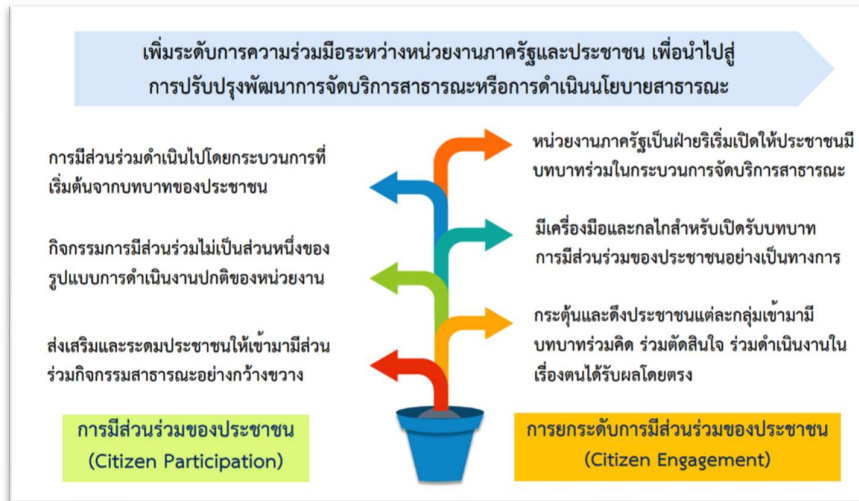 เพิ่มระดับการความร่วมมือระหว่างหน่วยงานภาครัฐและประชาชน เพื่อนำไปสู่
การปรับปรุงพัฒนาการจัดบริการสาธารณะหรือการดำเนินนโยบายสาธารณะ
การมีส่วนร่วมดำเนินไปโดยกระบวนการที่
เริ่มต้นจากบทบาทของประชาชน
กิจกรรมการมีส่วนร่วมไม่เป็นส่วนหนึ่งของ
รูปแบบการดำเนินงานปกติของหน่วยงาน
ส่งเสริมและระดมประชาชนให้เข้ามามีส่วน
ร่วมกิจกรรมสาธารณะอย่างกว้างขวาง
การมีส่วนร่วมของประชาชน
(Citizen Participation)
หน่วยงานภาครัฐเป็นฝ่ายริเริ่มเปิดให้ประชาชนมี
บทบาทร่วมในกระบวนการจัดบริการสาธารณะ
มีเครื่องมือและกลไกสำหรับเปิดรับบทบาท
การมีส่วนร่วมของประชาชนอย่างเป็นทางการ
กระตุ้นและดึงประชาชนแต่ละกลุ่มเข้ามามี
บทบาทร่วมคิด ร่วมตัดสินใจ ร่วมดำเนินงานใน
เรื่องตนได้รับผลโดยตรง
การยกระดับการมีส่วนร่วมของประชาชน
(Citizen Engagement)